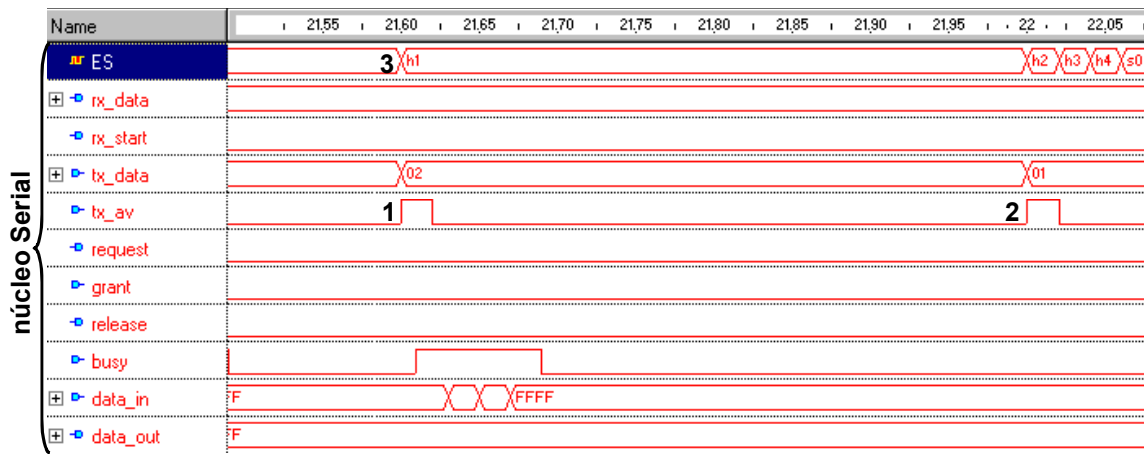 Name 21,55 21,60 21,65 21,70 21,75 21,80 21,85 21,90 21,95 22 22,05
ES 3 h1 h2 h3 h4 s0
rx_data
rx_start
tx_data 02 01
tx_av 1 2
request
grant
release
busy
data_in FF FFFF
data_out FF
núcleo Serial